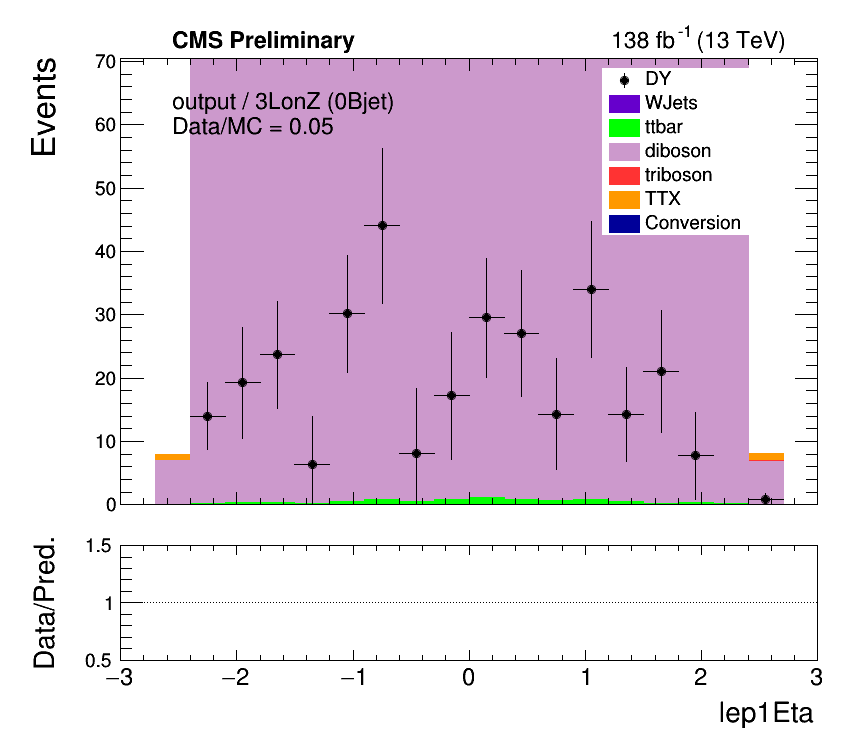 CMS Preliminary
138 fb⁻¹ (13 TeV)
Events
output / 3LonZ (0Bjet)
Data/MC = 0.05
DY
WJets
ttbar
diboson
triboson
TTX
Conversion
70
60
50
40
30
20
10
0
Data/Pred.
1.5
1
0.5
−3 −2 −1 0 1 2 3
lep1Eta